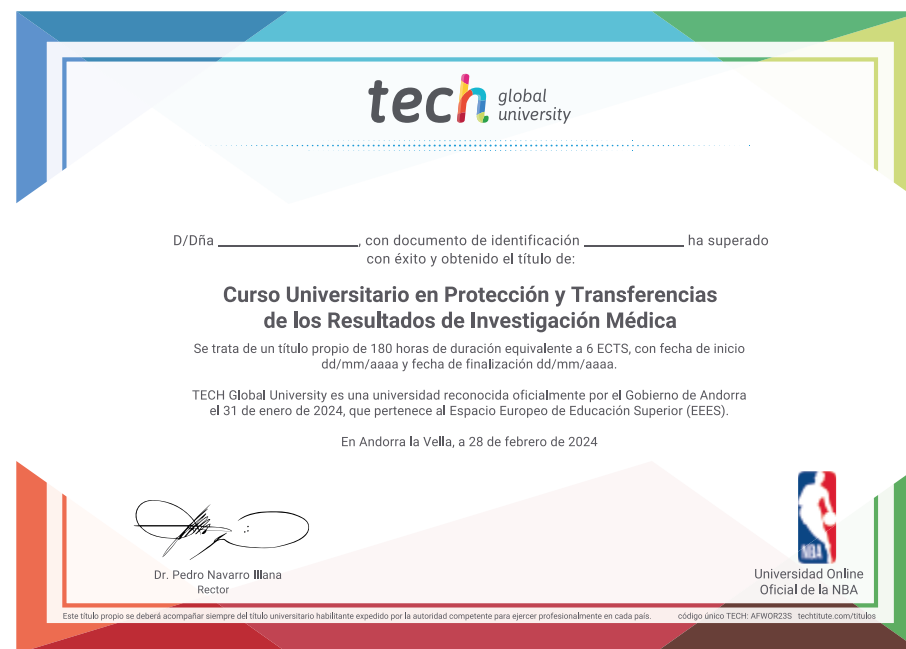 tech global university
D/Dña ____________________, con documento de identificación ______________ ha superado
con éxito y obtenido el título de:
Curso Universitario en Protección y Transferencias
de los Resultados de Investigación Médica
Se trata de un título propio de 180 horas de duración equivalente a 6 ECTS, con fecha de inicio
dd/mm/aaaa y fecha de finalización dd/mm/aaaa.
TECH Global University es una universidad reconocida oficialmente por el Gobierno de Andorra
el 31 de enero de 2024, que pertenece al Espacio Europeo de Educación Superior (EEES).
En Andorra la Vella, a 28 de febrero de 2024
Dr. Pedro Navarro Illana
Rector
NBA
Universidad Online
Oficial de la NBA
Este título propio se deberá acompañar siempre del título universitario habilitante expedido por la autoridad competente para ejercer profesionalmente en cada país.
código único TECH: AFWOR23S techtitute.com/titulos